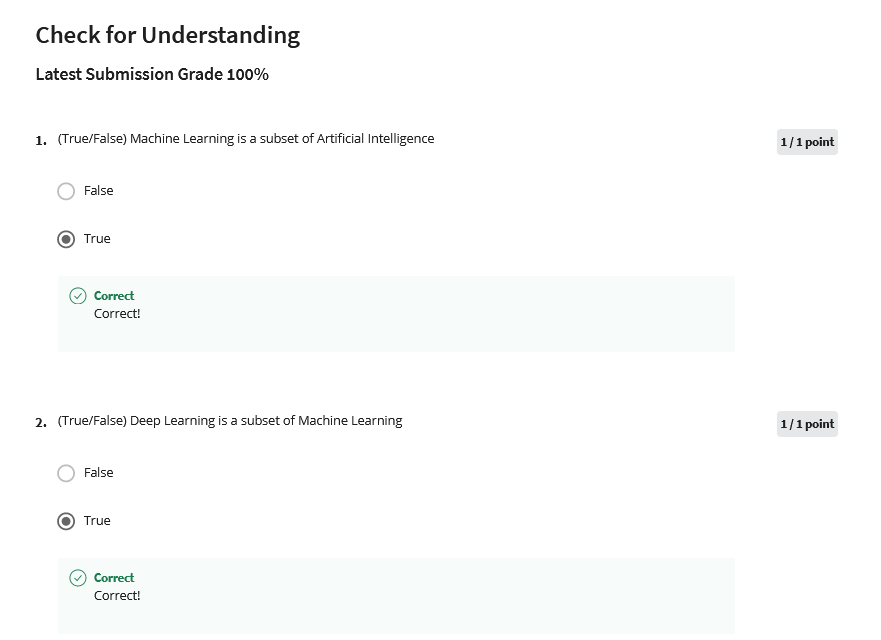 Check for Understanding
Latest Submission Grade 100%
1. (True/False) Machine Learning is a subset of Artificial Intelligence
1 / 1 point
False
True
Correct
Correct!
2. (True/False) Deep Learning is a subset of Machine Learning
1 / 1 point
False
True
Correct
Correct!